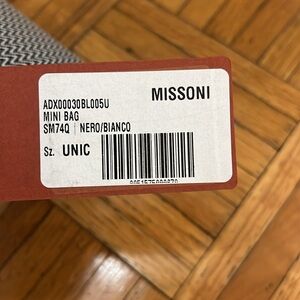 ADX00030BL005U
MISSONI
MINI BAG
SM74Q NERO/BIANCO
Sz. UNIC